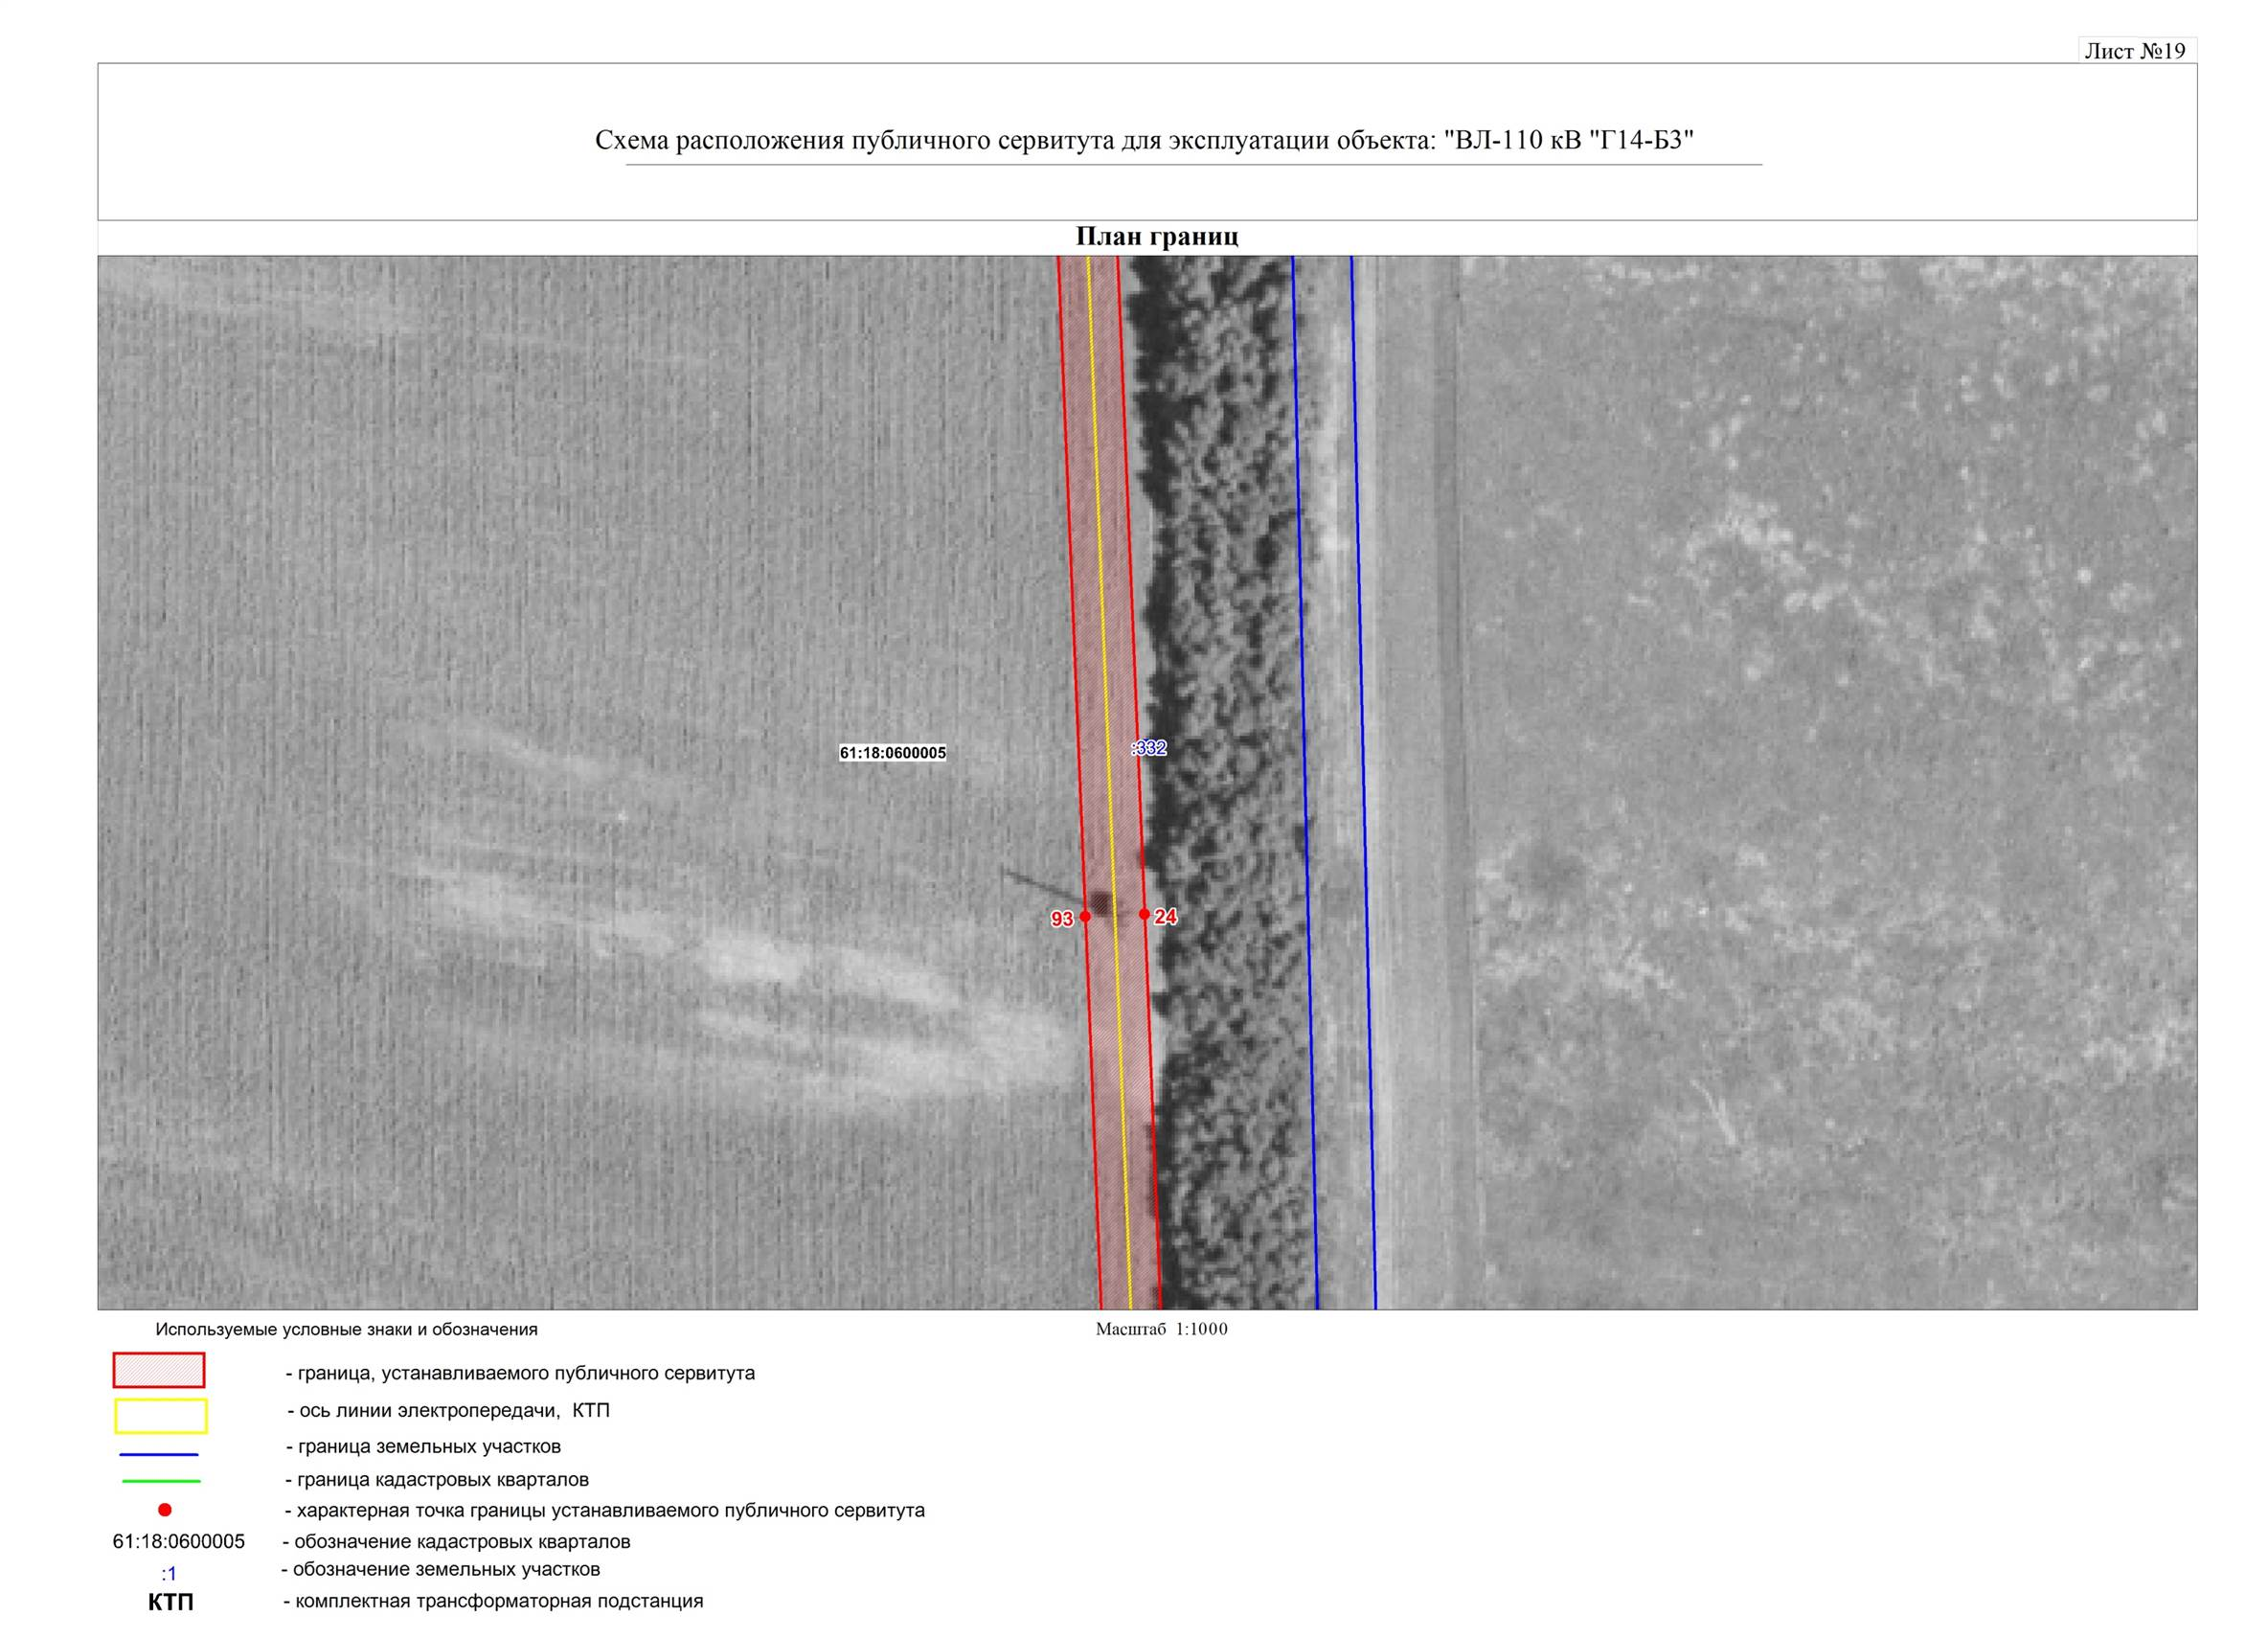 Лист №19
Схема расположения публичного сервитута для эксплуатации объекта: "ВЛ-110 кВ "Г14-Б3"
План границ
61:18:0600005
:332
93
24
Используемые условные знаки и обозначения
Масштаб 1:1000
- граница, устанавливаемого публичного сервитута
- ось линии электропередачи, КТП
- граница земельных участков
- граница кадастровых кварталов
- характерная точка границы устанавливаемого публичного сервитута
61:18:0600005 - обозначение кадастровых кварталов
:1 - обозначение земельных участков
КТП - комплектная трансформаторная подстанция